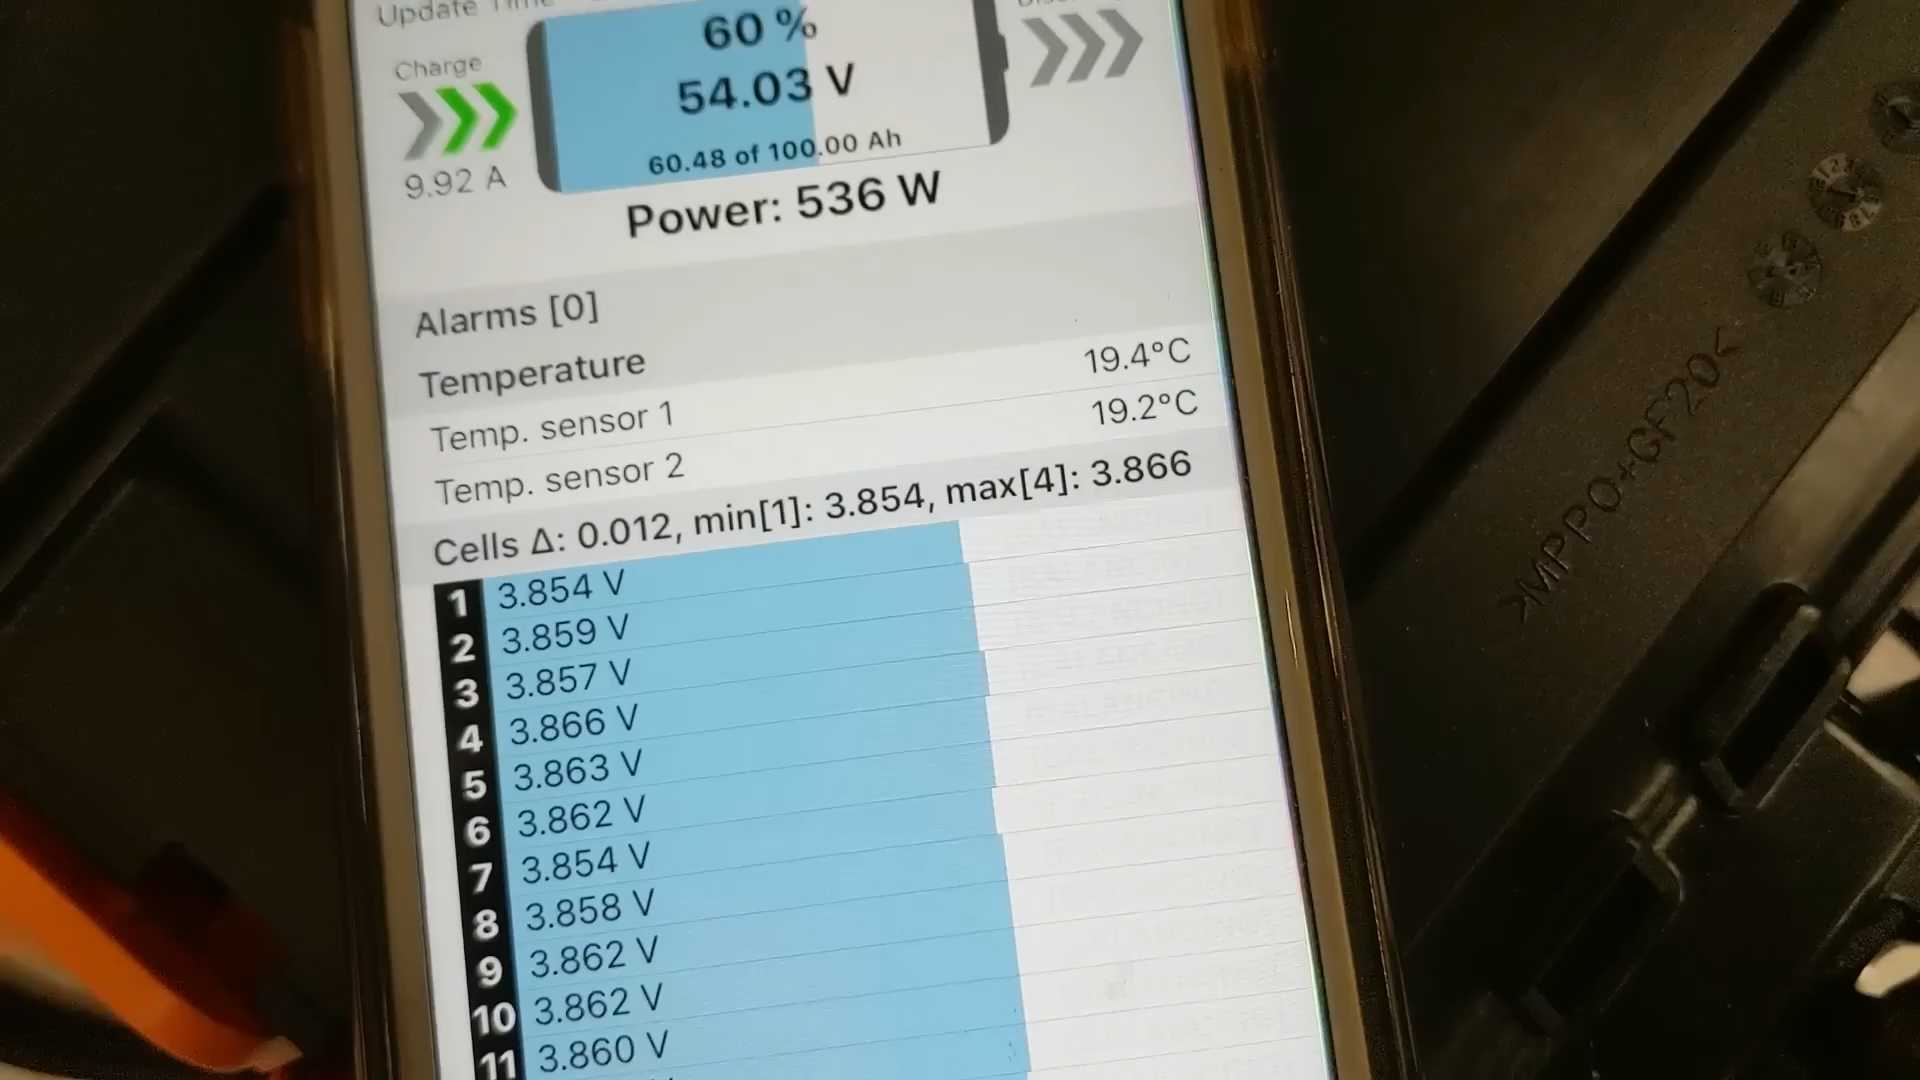 Update Time
60 %
Charge
54.03 V
60.48 of 100.00 Ah
9.92 A
Power: 536 W
Alarms [0]
Temperature
Temp. sensor 1 19.4°C
Temp. sensor 2 19.2°C
Cells Δ: 0.012, min[1]: 3.854, max[4]: 3.866
1 3.854 V
2 3.859 V
3 3.857 V
4 3.866 V
5 3.863 V
6 3.862 V
7 3.854 V
8 3.858 V
9 3.862 V
10 3.862 V
11 3.860 V
>MPPO+GF20<